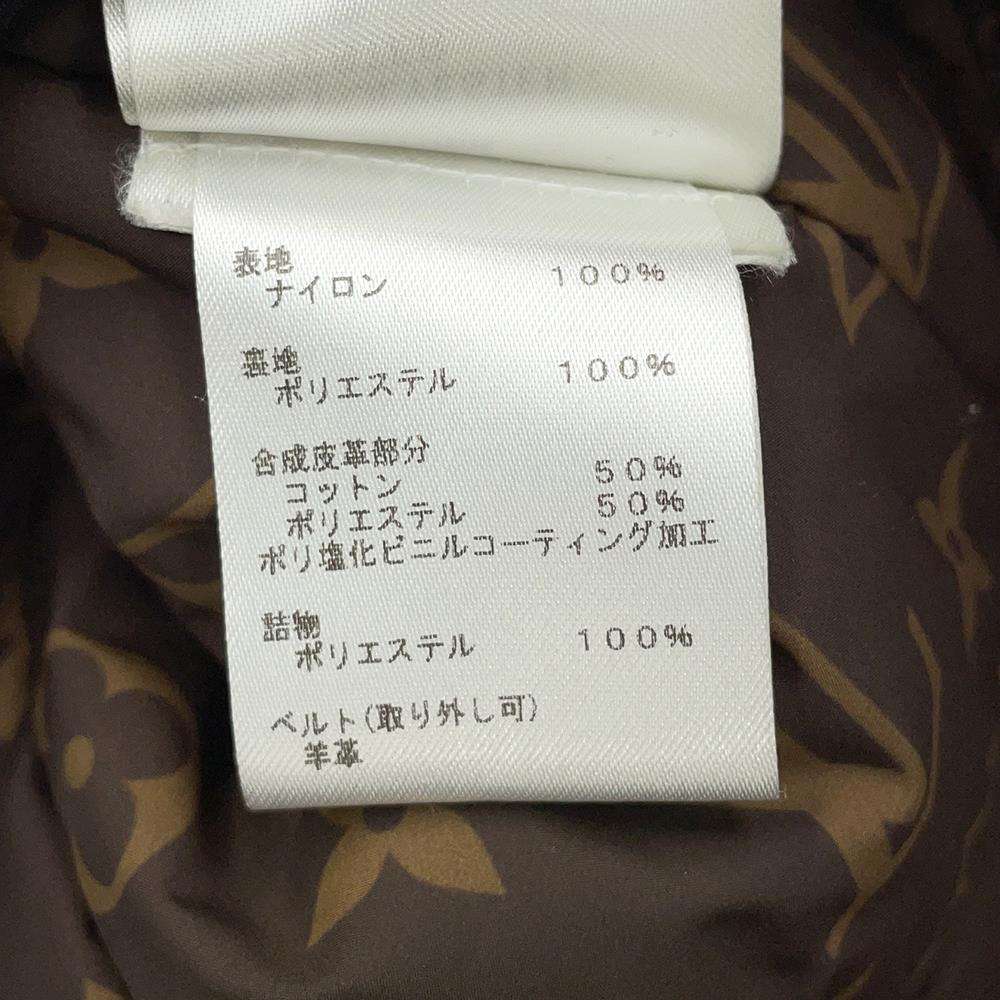 表地
ナイロン 100%
裏地
ポリエステル 100%
合成皮革部分
コットン 50%
ポリエステル 50%
ポリ塩化ビニルコーティング加工
詰物
ポリエステル 100%
ベルト(取り外し可)
羊革